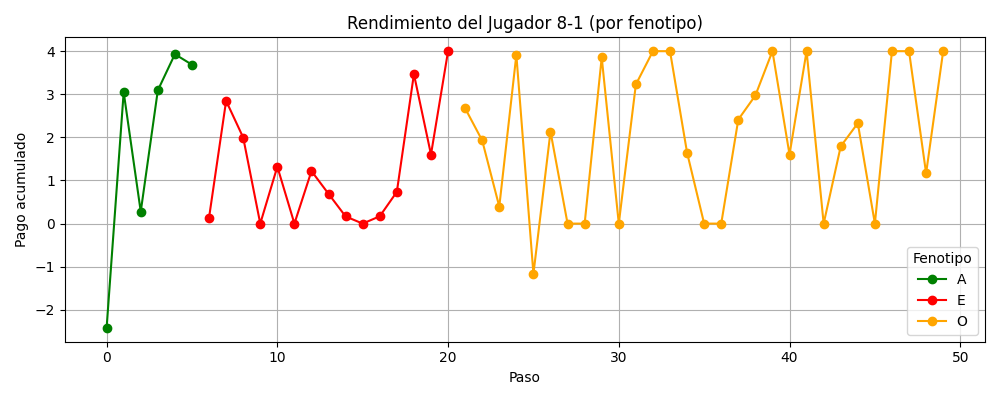 Rendimiento del Jugador 8-1 (por fenotipo)
Pago acumulado
4
3
2
1
0
−1
−2
0 10 20 30 40 50
Paso
Fenotipo
A
E
O